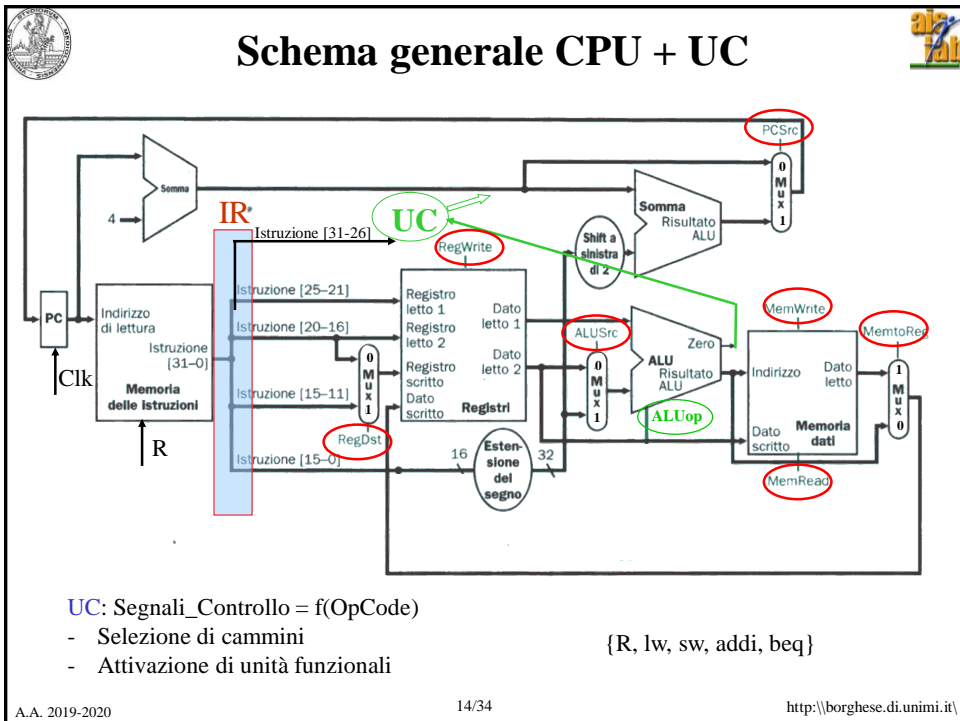 Schema generale CPU + UC
PCSrc
0
M
u
x
1
Somma
4
IR
UC
Istruzione [31-26]
Somma
Risultato
ALU
Shift a
sinistra
di 2
RegWrite
PC
Clk
Indirizzo
di lettura
Istruzione
[31-0]
Memoria
delle istruzioni
R
Istruzione [25–21]
Istruzione [20–16]
Istruzione [15–11]
Istruzione [15–0]
0
M
u
x
1
RegDst
Registro
letto 1
Registro
letto 2
Registro
scritto
Dato
scritto
Dato
letto 1
Dato
letto 2
Registri
16
Esten-
sione
del
segno
32
ALUSrc
0
M
u
x
1
Zero
ALU
Risultato
ALU
ALUop
MemWrite
Indirizzo
Dato
letto
Dato
scritto
Memoria
dati
MemRead
MemtoReg
1
M
u
x
0
UC: Segnali_Controllo = f(OpCode)
- Selezione di cammini
- Attivazione di unità funzionali
{R, lw, sw, addi, beq}
A.A. 2019-2020
14/34
http:\\borghese.di.unimi.it\